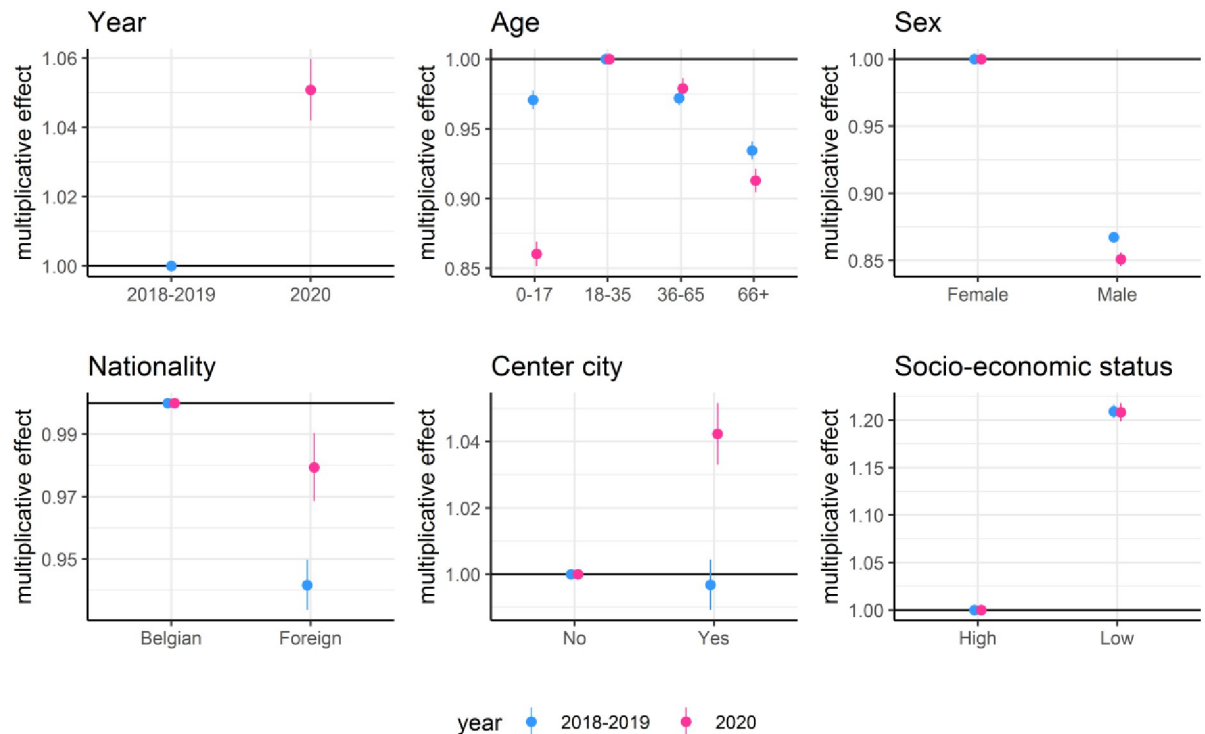 Year
multiplicative effect
1.06
1.04
1.02
1.00
2018-2019 2020
Age
multiplicative effect
1.00
0.95
0.90
0.85
0-17 18-35 36-65 66+
Sex
multiplicative effect
1.00
0.95
0.90
0.85
Female Male
Nationality
multiplicative effect
0.99
0.97
0.95
Belgian Foreign
Center city
multiplicative effect
1.04
1.02
1.00
No Yes
Socio-economic status
multiplicative effect
1.20
1.15
1.10
1.05
1.00
High Low
year 2018-2019 2020